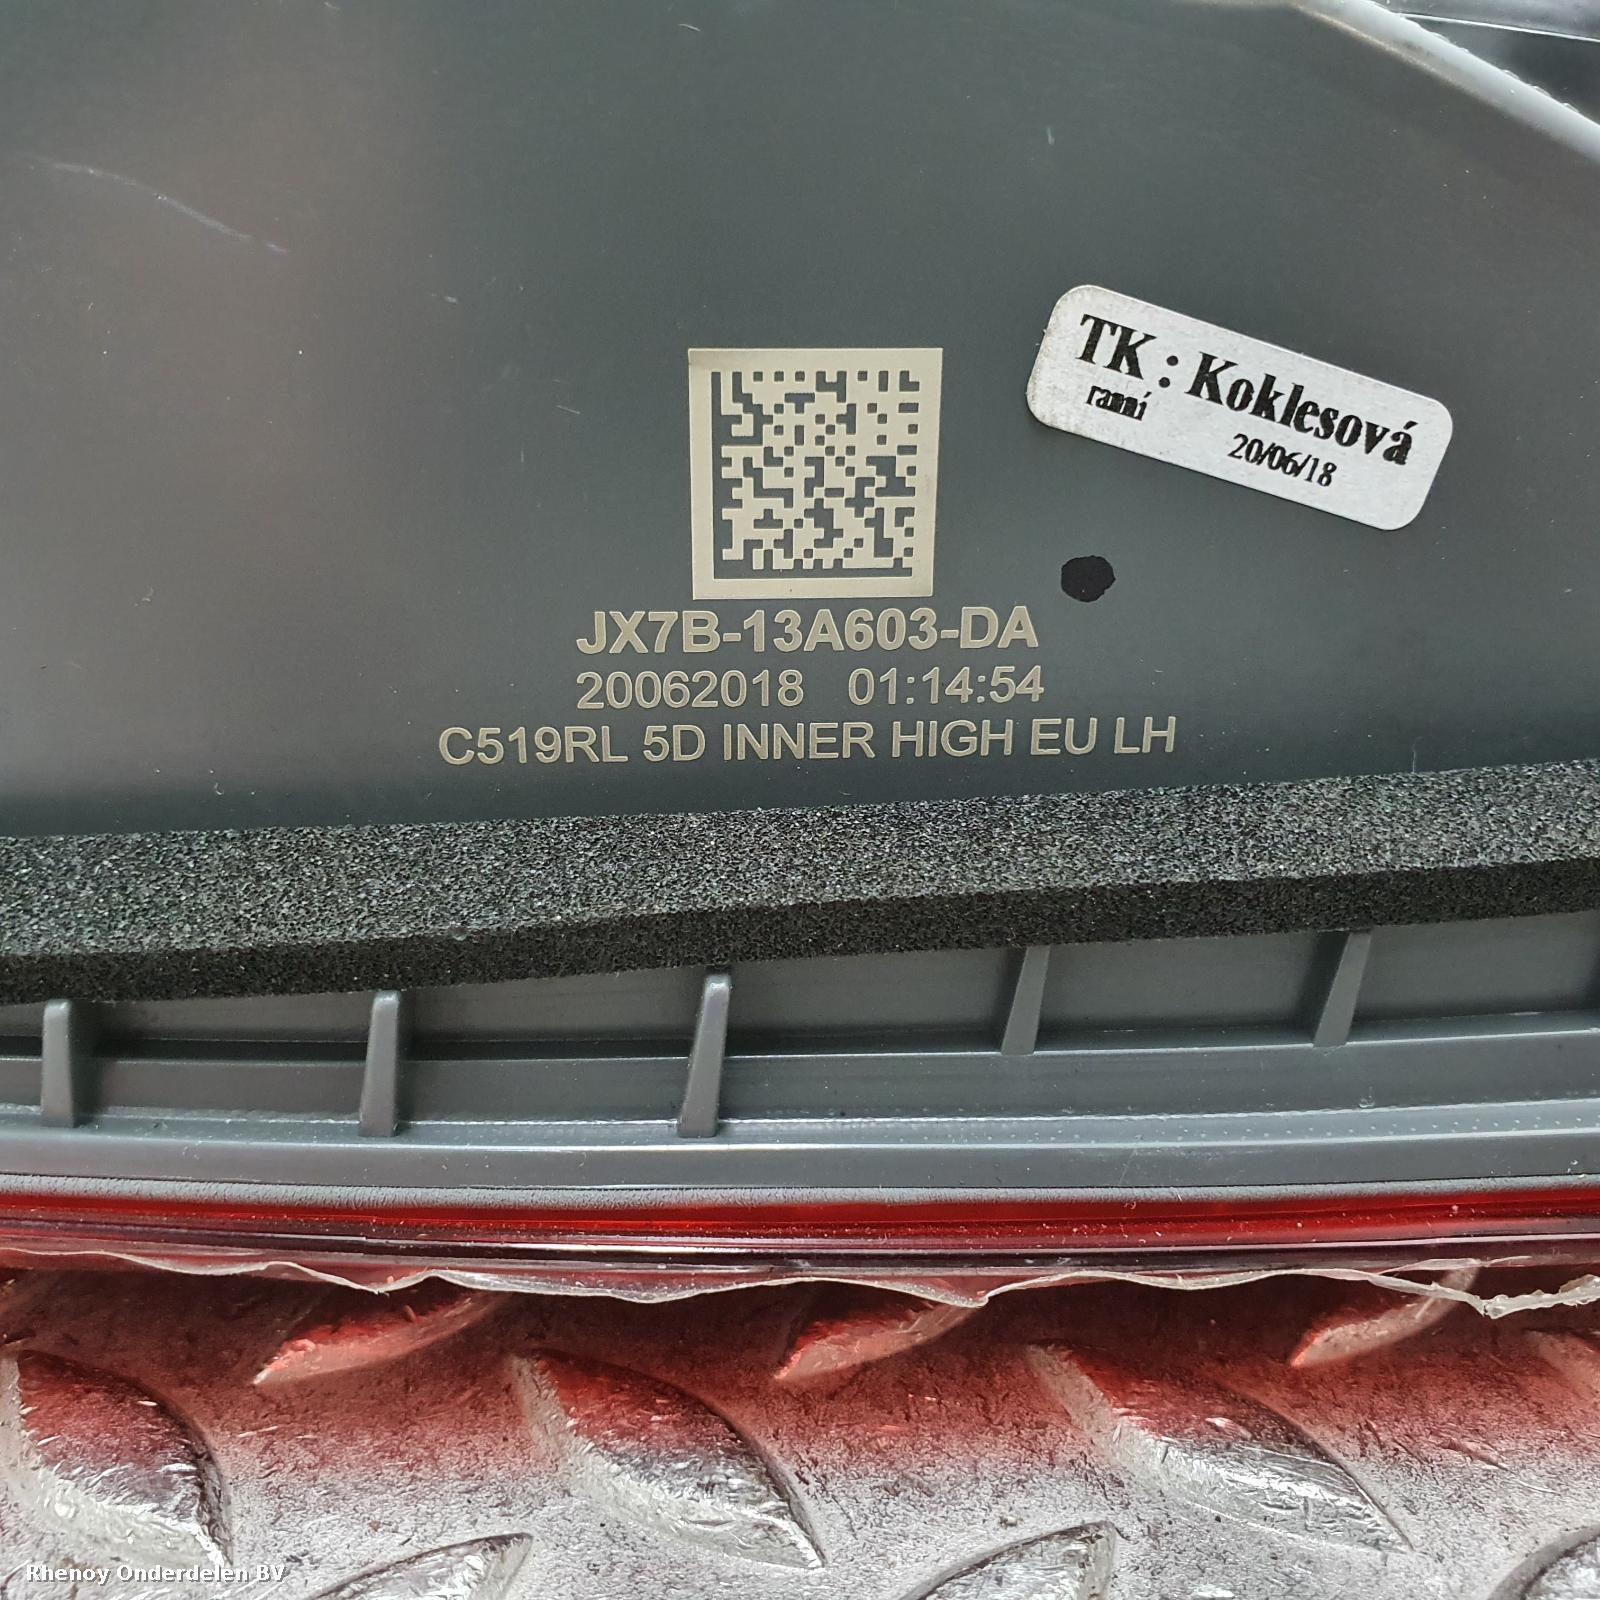 TK : Koklesová
ranní
20/06/18
JX7B-13A603-DA
20062018 01:14:54
C519RL 5D INNER HIGH EU LH
Rhenoy Onderdelen BV